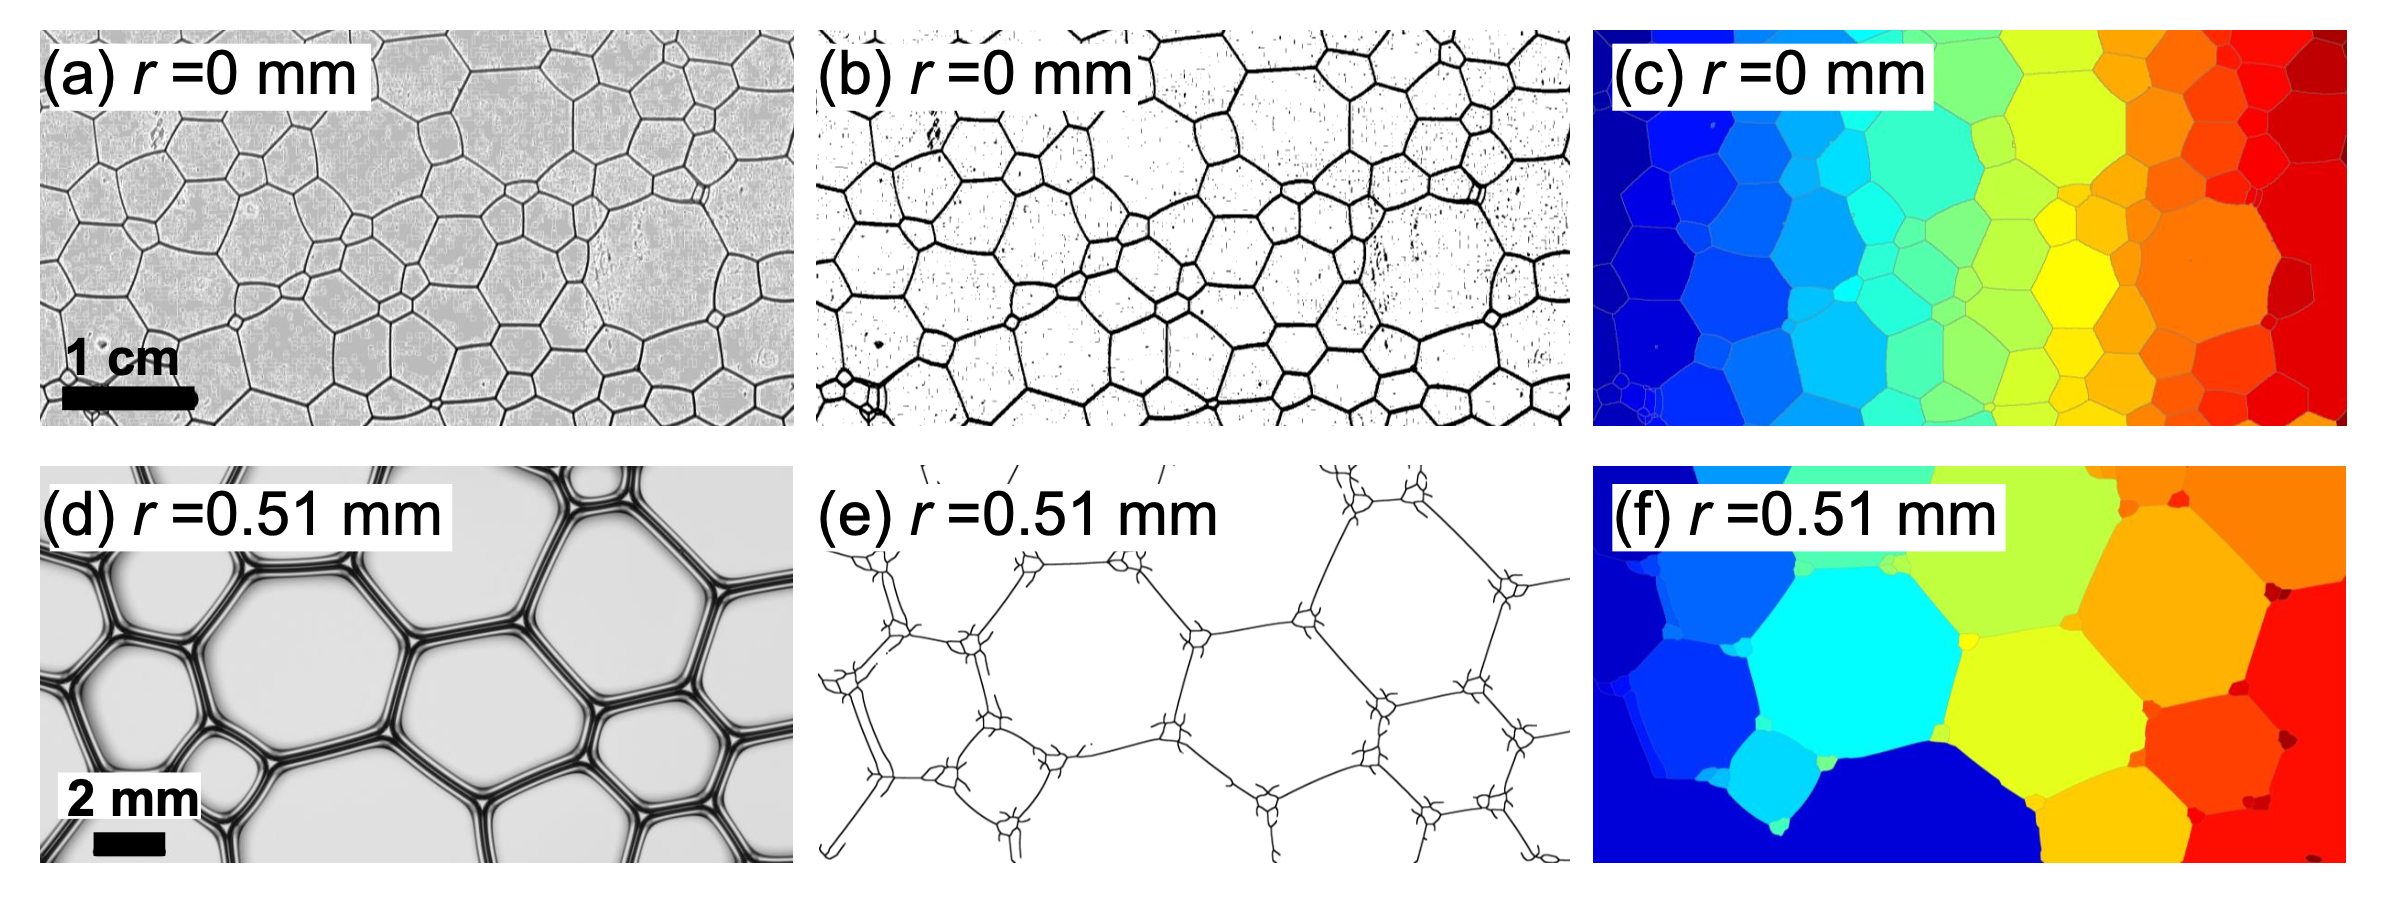 (a) r =0 mm
(b) r =0 mm
(c) r =0 mm
1 cm
(d) r =0.51 mm
(e) r =0.51 mm
(f) r =0.51 mm
2 mm